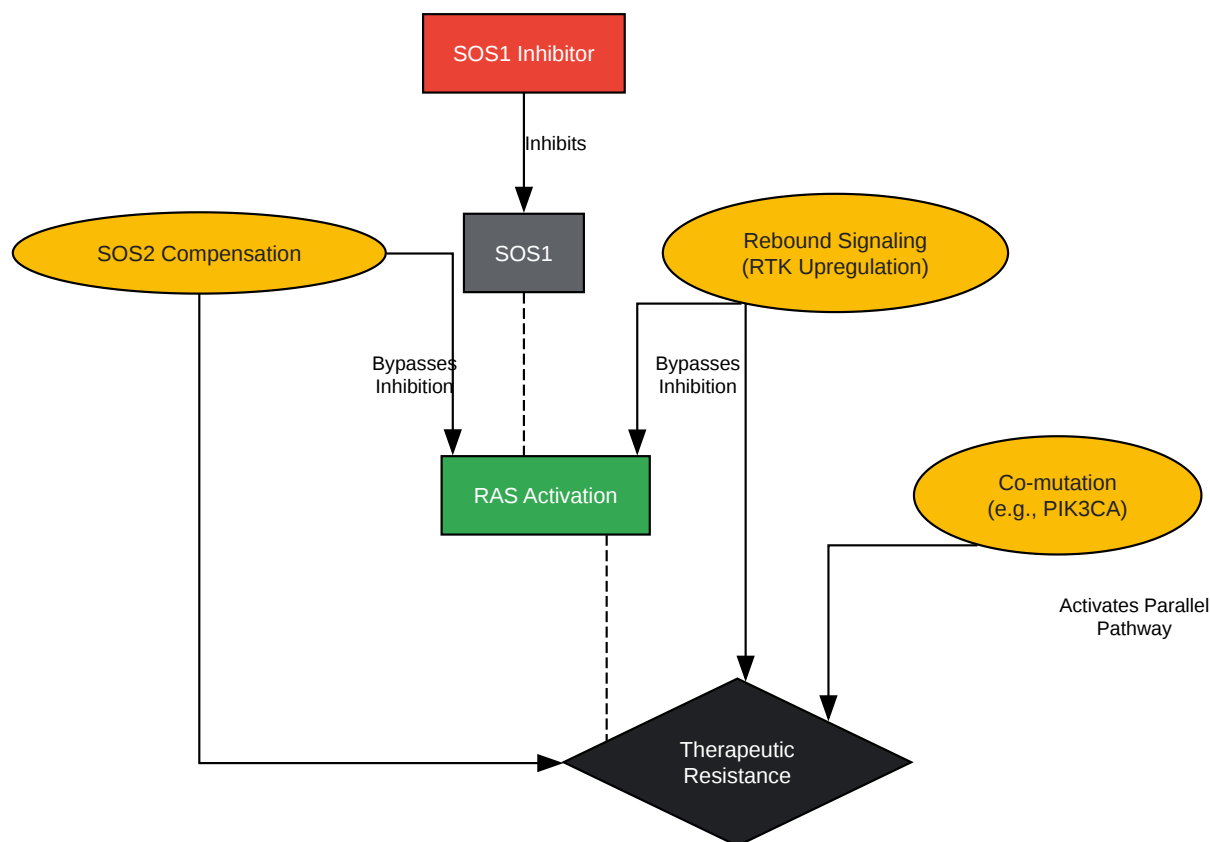 SOS1 Inhibitor
Inhibits
SOS2 Compensation
SOS1
Rebound Signaling
(RTK Upregulation)
Bypasses
Inhibition
Bypasses
Inhibition
RAS Activation
Co-mutation
(e.g., PIK3CA)
Activates Parallel
Pathway
Therapeutic
Resistance